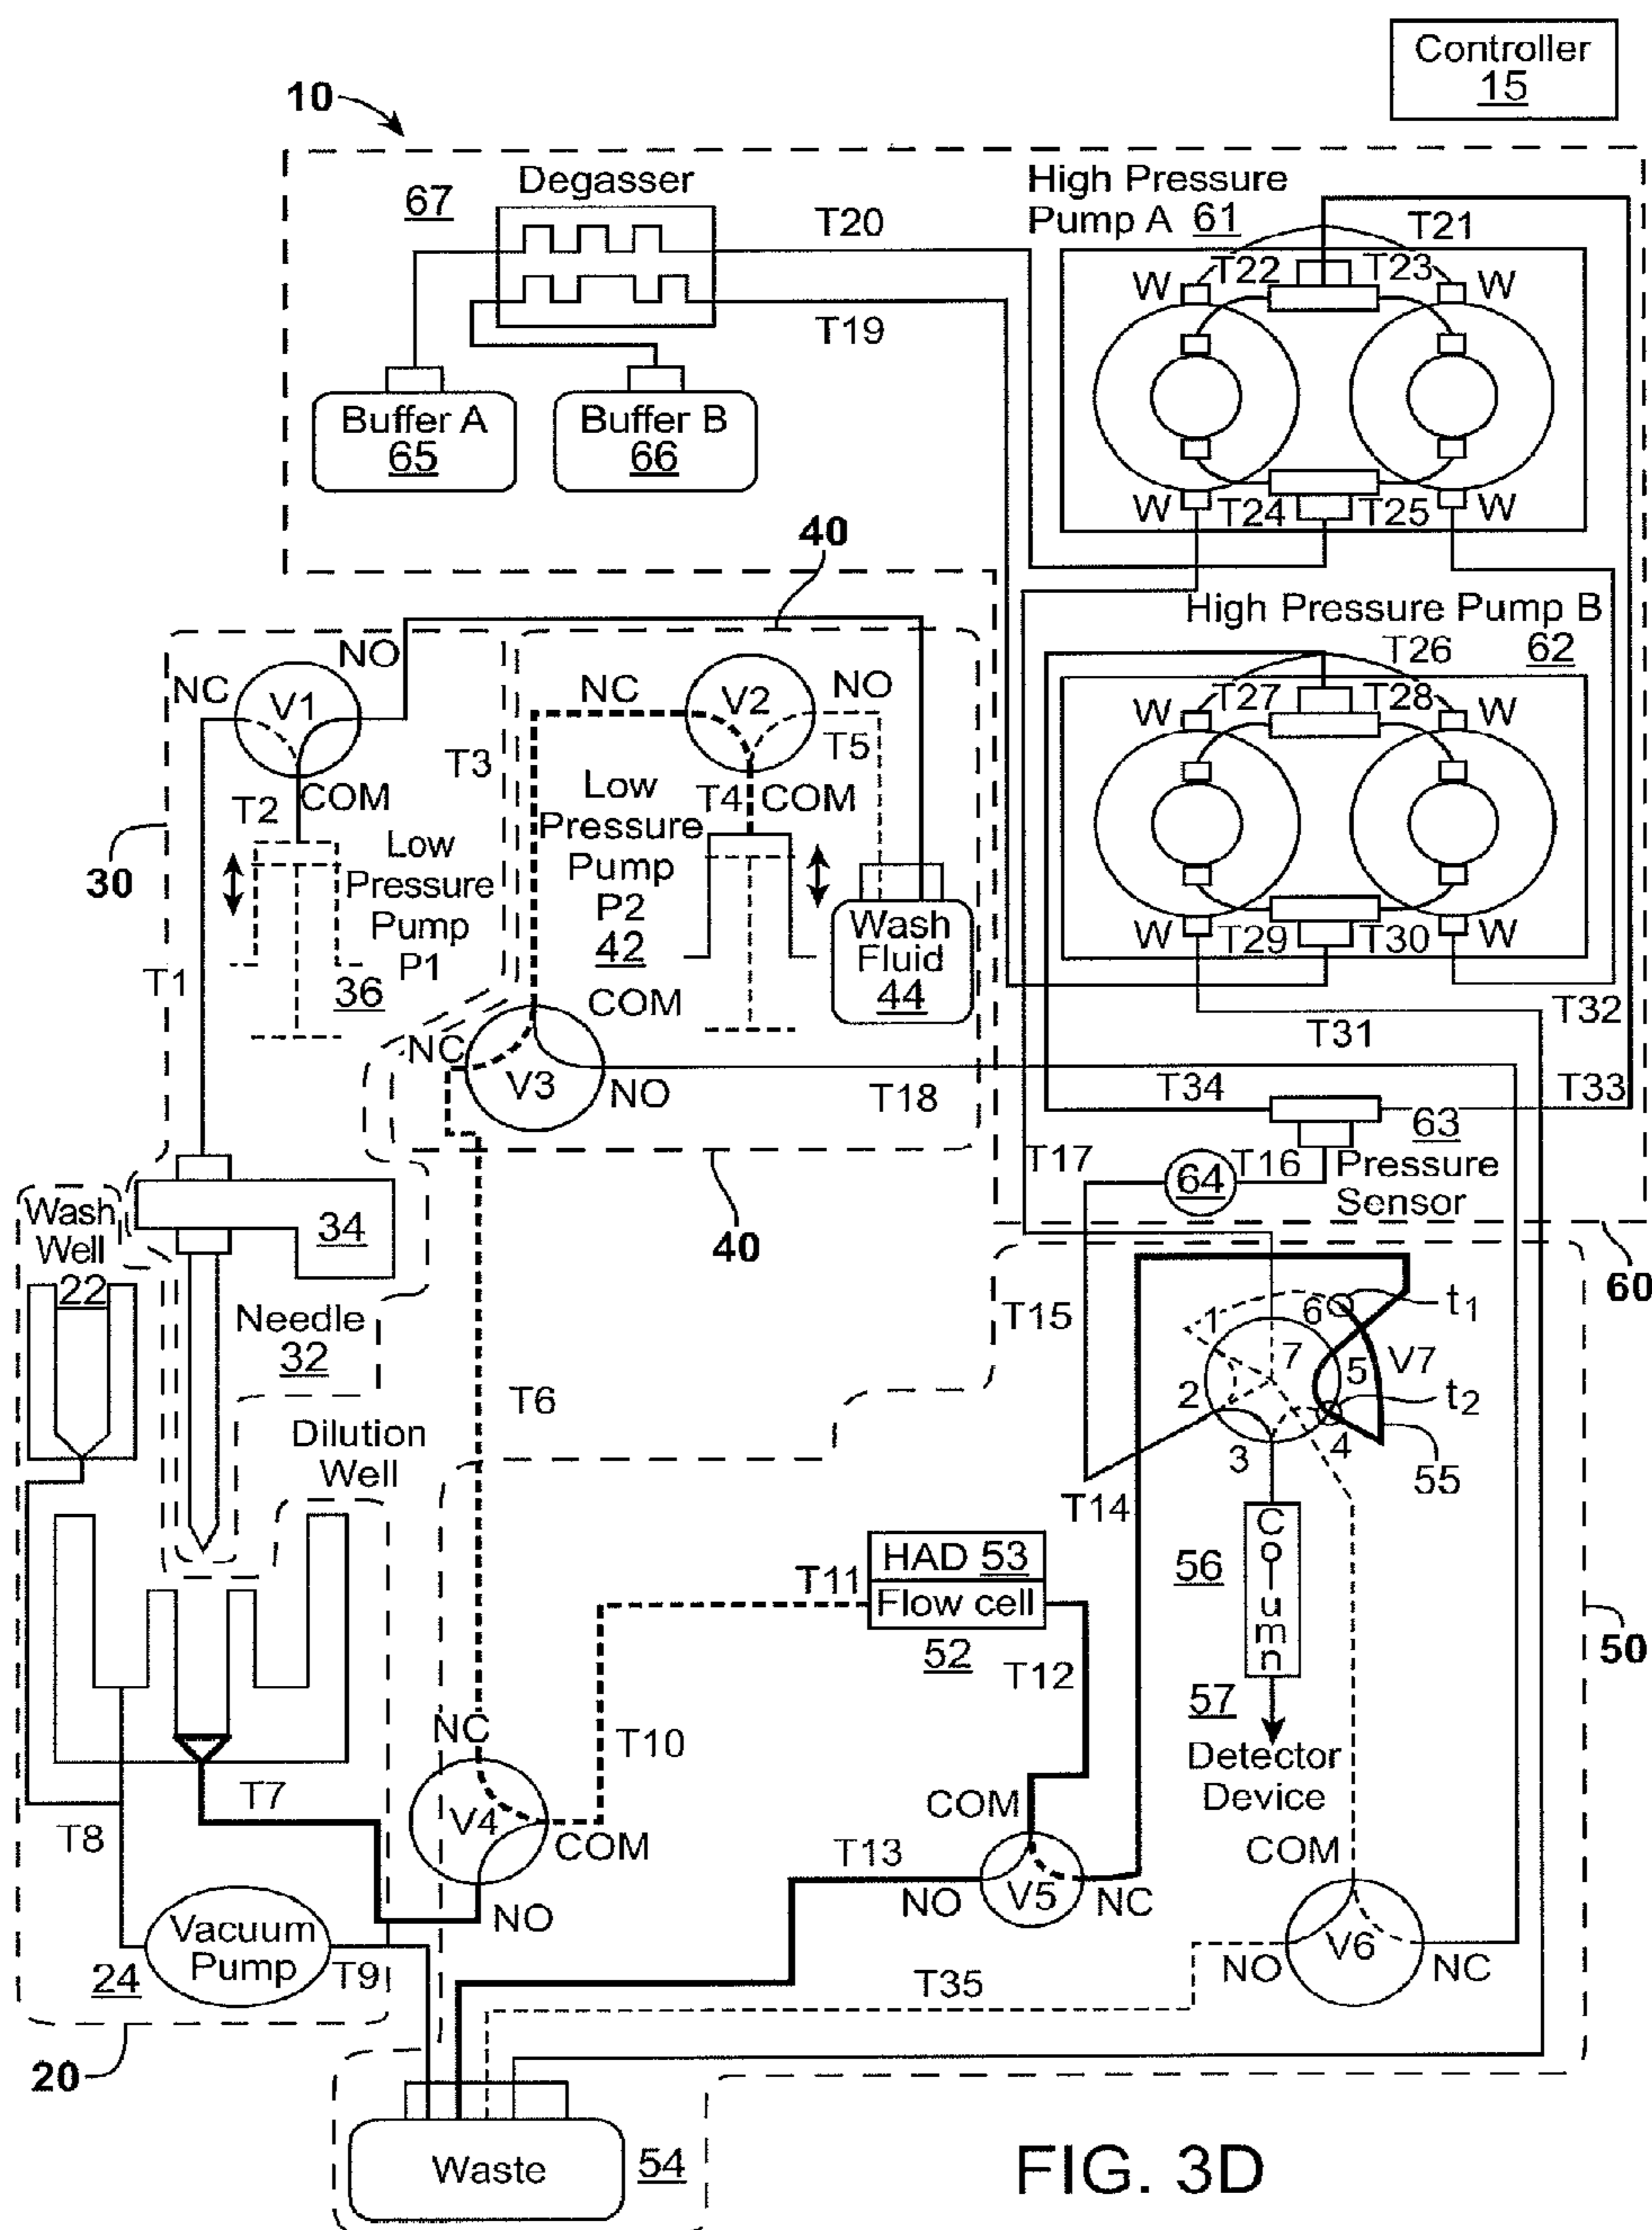 Controller
15
10
Degasser
67
T20
T19
High Pressure
Pump A 61
T21
W
T22
T23
W
Buffer A
65
Buffer B
66
W
T24
T25
W
40
High Pressure Pump B
62
T26
W
T27
T28
W
W
T29
T30
W
T31
T32
T33
T34
63
Pressure
Sensor
T16
64
T17
NO
NC
V1
COM
T2
T3
30
Low
Pressure
Pump
P1
36
T1
NC
V2
NO
T5
T4
COM
Low
Pressure
Pump
P2
42
Wash
Fluid
44
COM
NC
V3
NO
T18
40
60
Wash
Well
22
34
Needle
32
Dilution
Well
T6
T15
1
6
t1
7
5
V7
2
t2
3
4
55
T14
Column
56
57
Detector
Device
50
HAD 53
Flow cell
52
T11
T12
T10
NC
V4
COM
NO
T7
T8
Vacuum
Pump
24
T9
20
COM
T13
NO
V5
NC
COM
V6
NO
NC
T35
Waste
54
FIG. 3D